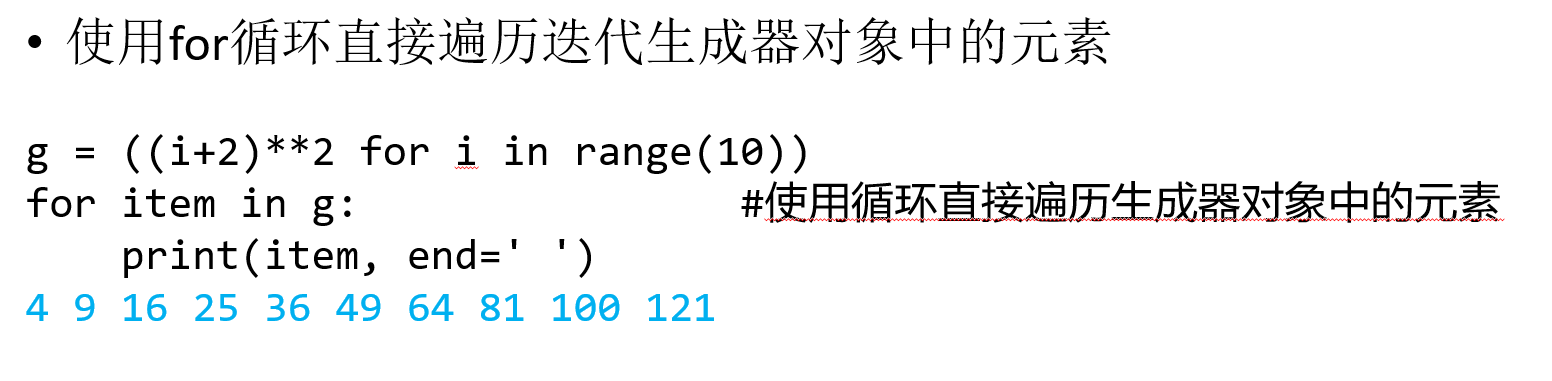 • 使用for循环直接遍历迭代生成器对象中的元素
g = ((i+2)**2 for i in range(10))
for item in g:                #使用循环直接遍历生成器对象中的元素
    print(item, end=' ')
4 9 16 25 36 49 64 81 100 121